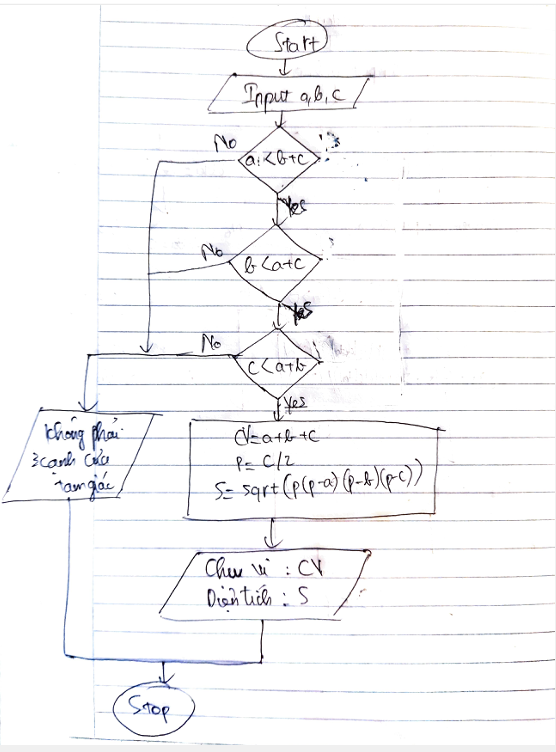 Start
Input a, b, c
No
a < b+c
Yes
No
b < a+c
Yes
No
c < a+b
Yes
không phải
3 cạnh của
tam giác
CV = a+b+c
P = C/2
S = sqrt(p(p-a)(p-b)(p-c))
Chu vi : CV
Diện tích : S
Stop